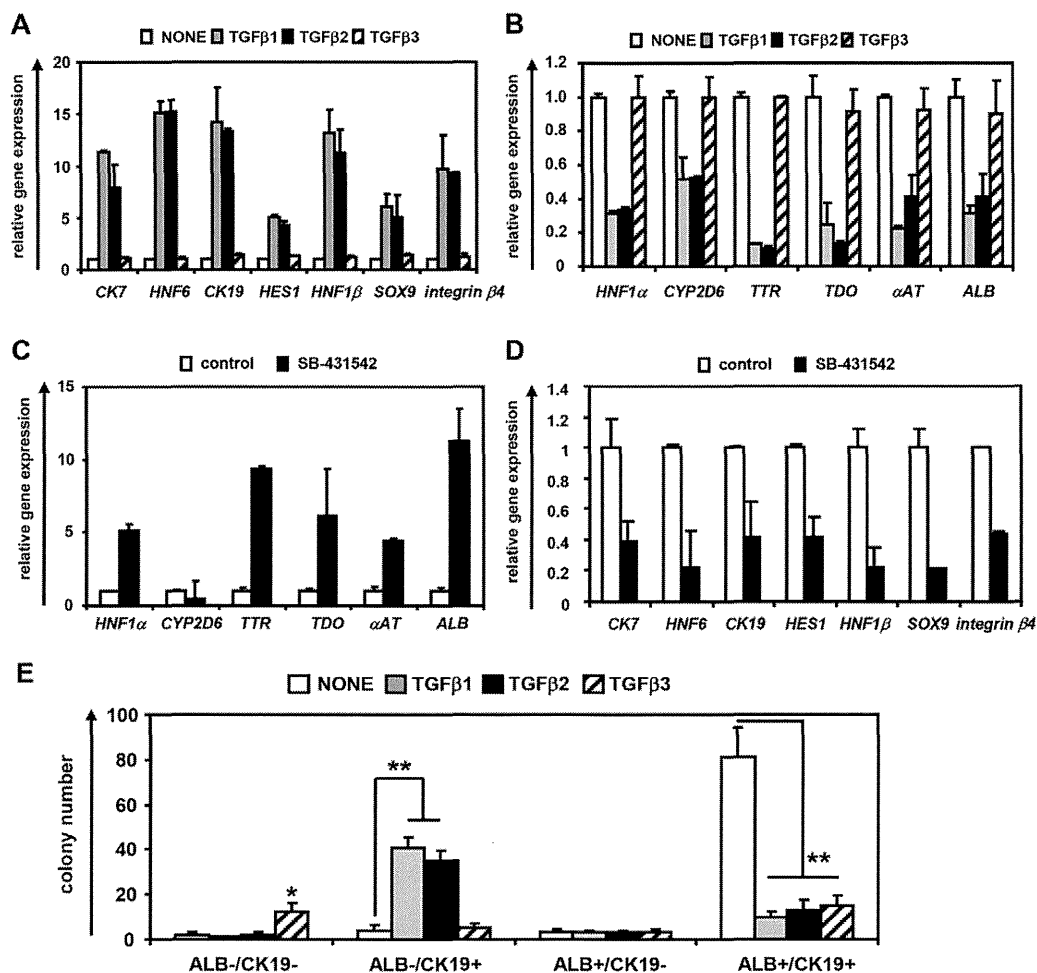 A
NONE TGFβ1 TGFβ2 TGFβ3
relative gene expression
20
15
10
5
0
CK7 HNF6 CK19 HES1 HNF1β SOX9 integrin β4
B
NONE TGFβ1 TGFβ2 TGFβ3
relative gene expression
1.2
1.0
0.8
0.6
0.4
0.2
0
HNF1α CYP2D6 TTR TDO αAT ALB
C
control SB-431542
relative gene expression
15
10
5
0
HNF1α CYP2D6 TTR TDO αAT ALB
D
control SB-431542
relative gene expression
1.4
1.2
1
0.8
0.6
0.4
0.2
0
CK7 HNF6 CK19 HES1 HNF1β SOX9 integrin β4
E
NONE TGFβ1 TGFβ2 TGFβ3
colony number
100
80
60
40
20
0
*
**
**
ALB-/CK19- ALB-/CK19+ ALB+/CK19- ALB+/CK19+